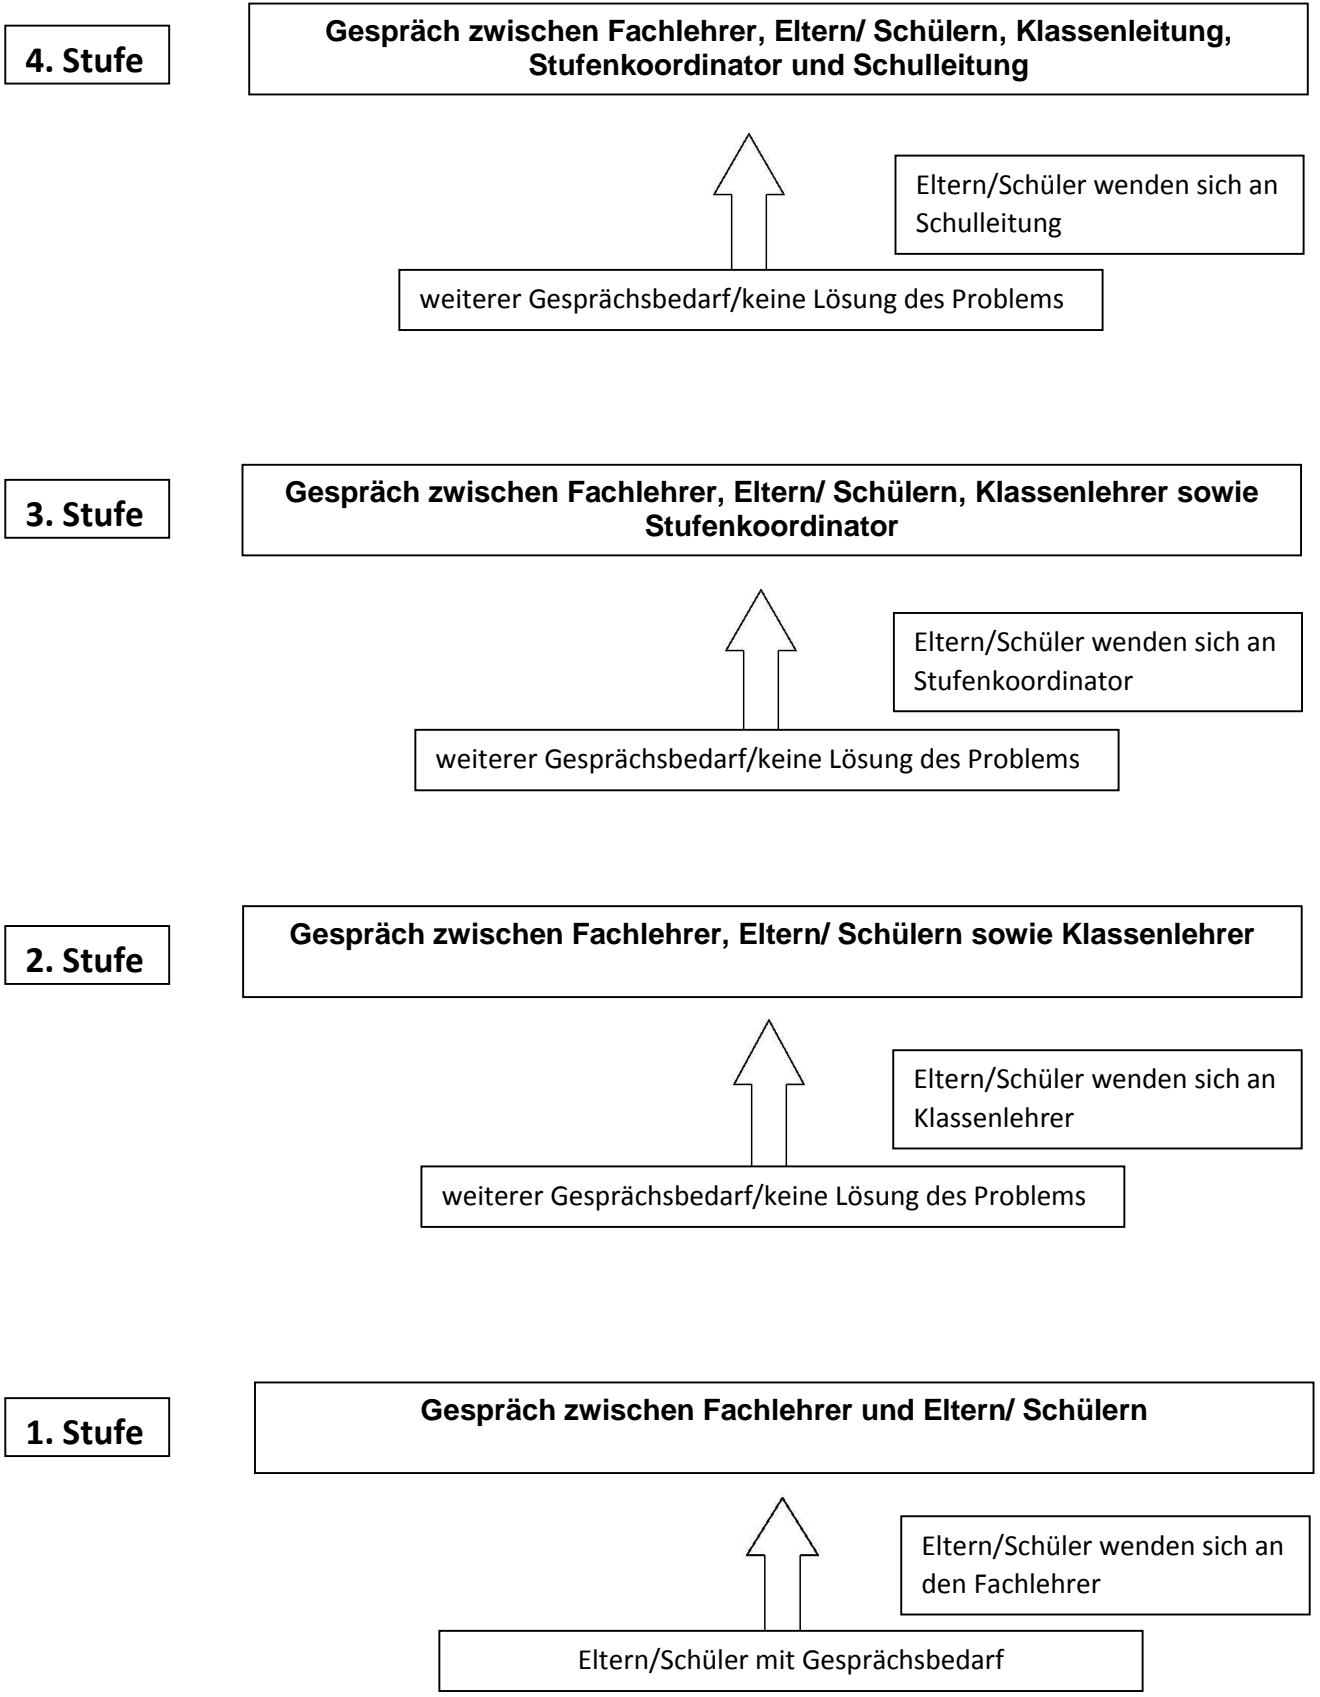 4. Stufe
Gespräch zwischen Fachlehrer, Eltern/ Schülern, Klassenleitung,
Stufenkoordinator und Schulleitung
Eltern/Schüler wenden sich an
Schulleitung
weiterer Gesprächsbedarf/keine Lösung des Problems
3. Stufe
Gespräch zwischen Fachlehrer, Eltern/ Schülern, Klassenlehrer sowie
Stufenkoordinator
Eltern/Schüler wenden sich an
Stufenkoordinator
weiterer Gesprächsbedarf/keine Lösung des Problems
2. Stufe
Gespräch zwischen Fachlehrer, Eltern/ Schülern sowie Klassenlehrer
Eltern/Schüler wenden sich an
Klassenlehrer
weiterer Gesprächsbedarf/keine Lösung des Problems
1. Stufe
Gespräch zwischen Fachlehrer und Eltern/ Schülern
Eltern/Schüler wenden sich an
den Fachlehrer
Eltern/Schüler mit Gesprächsbedarf